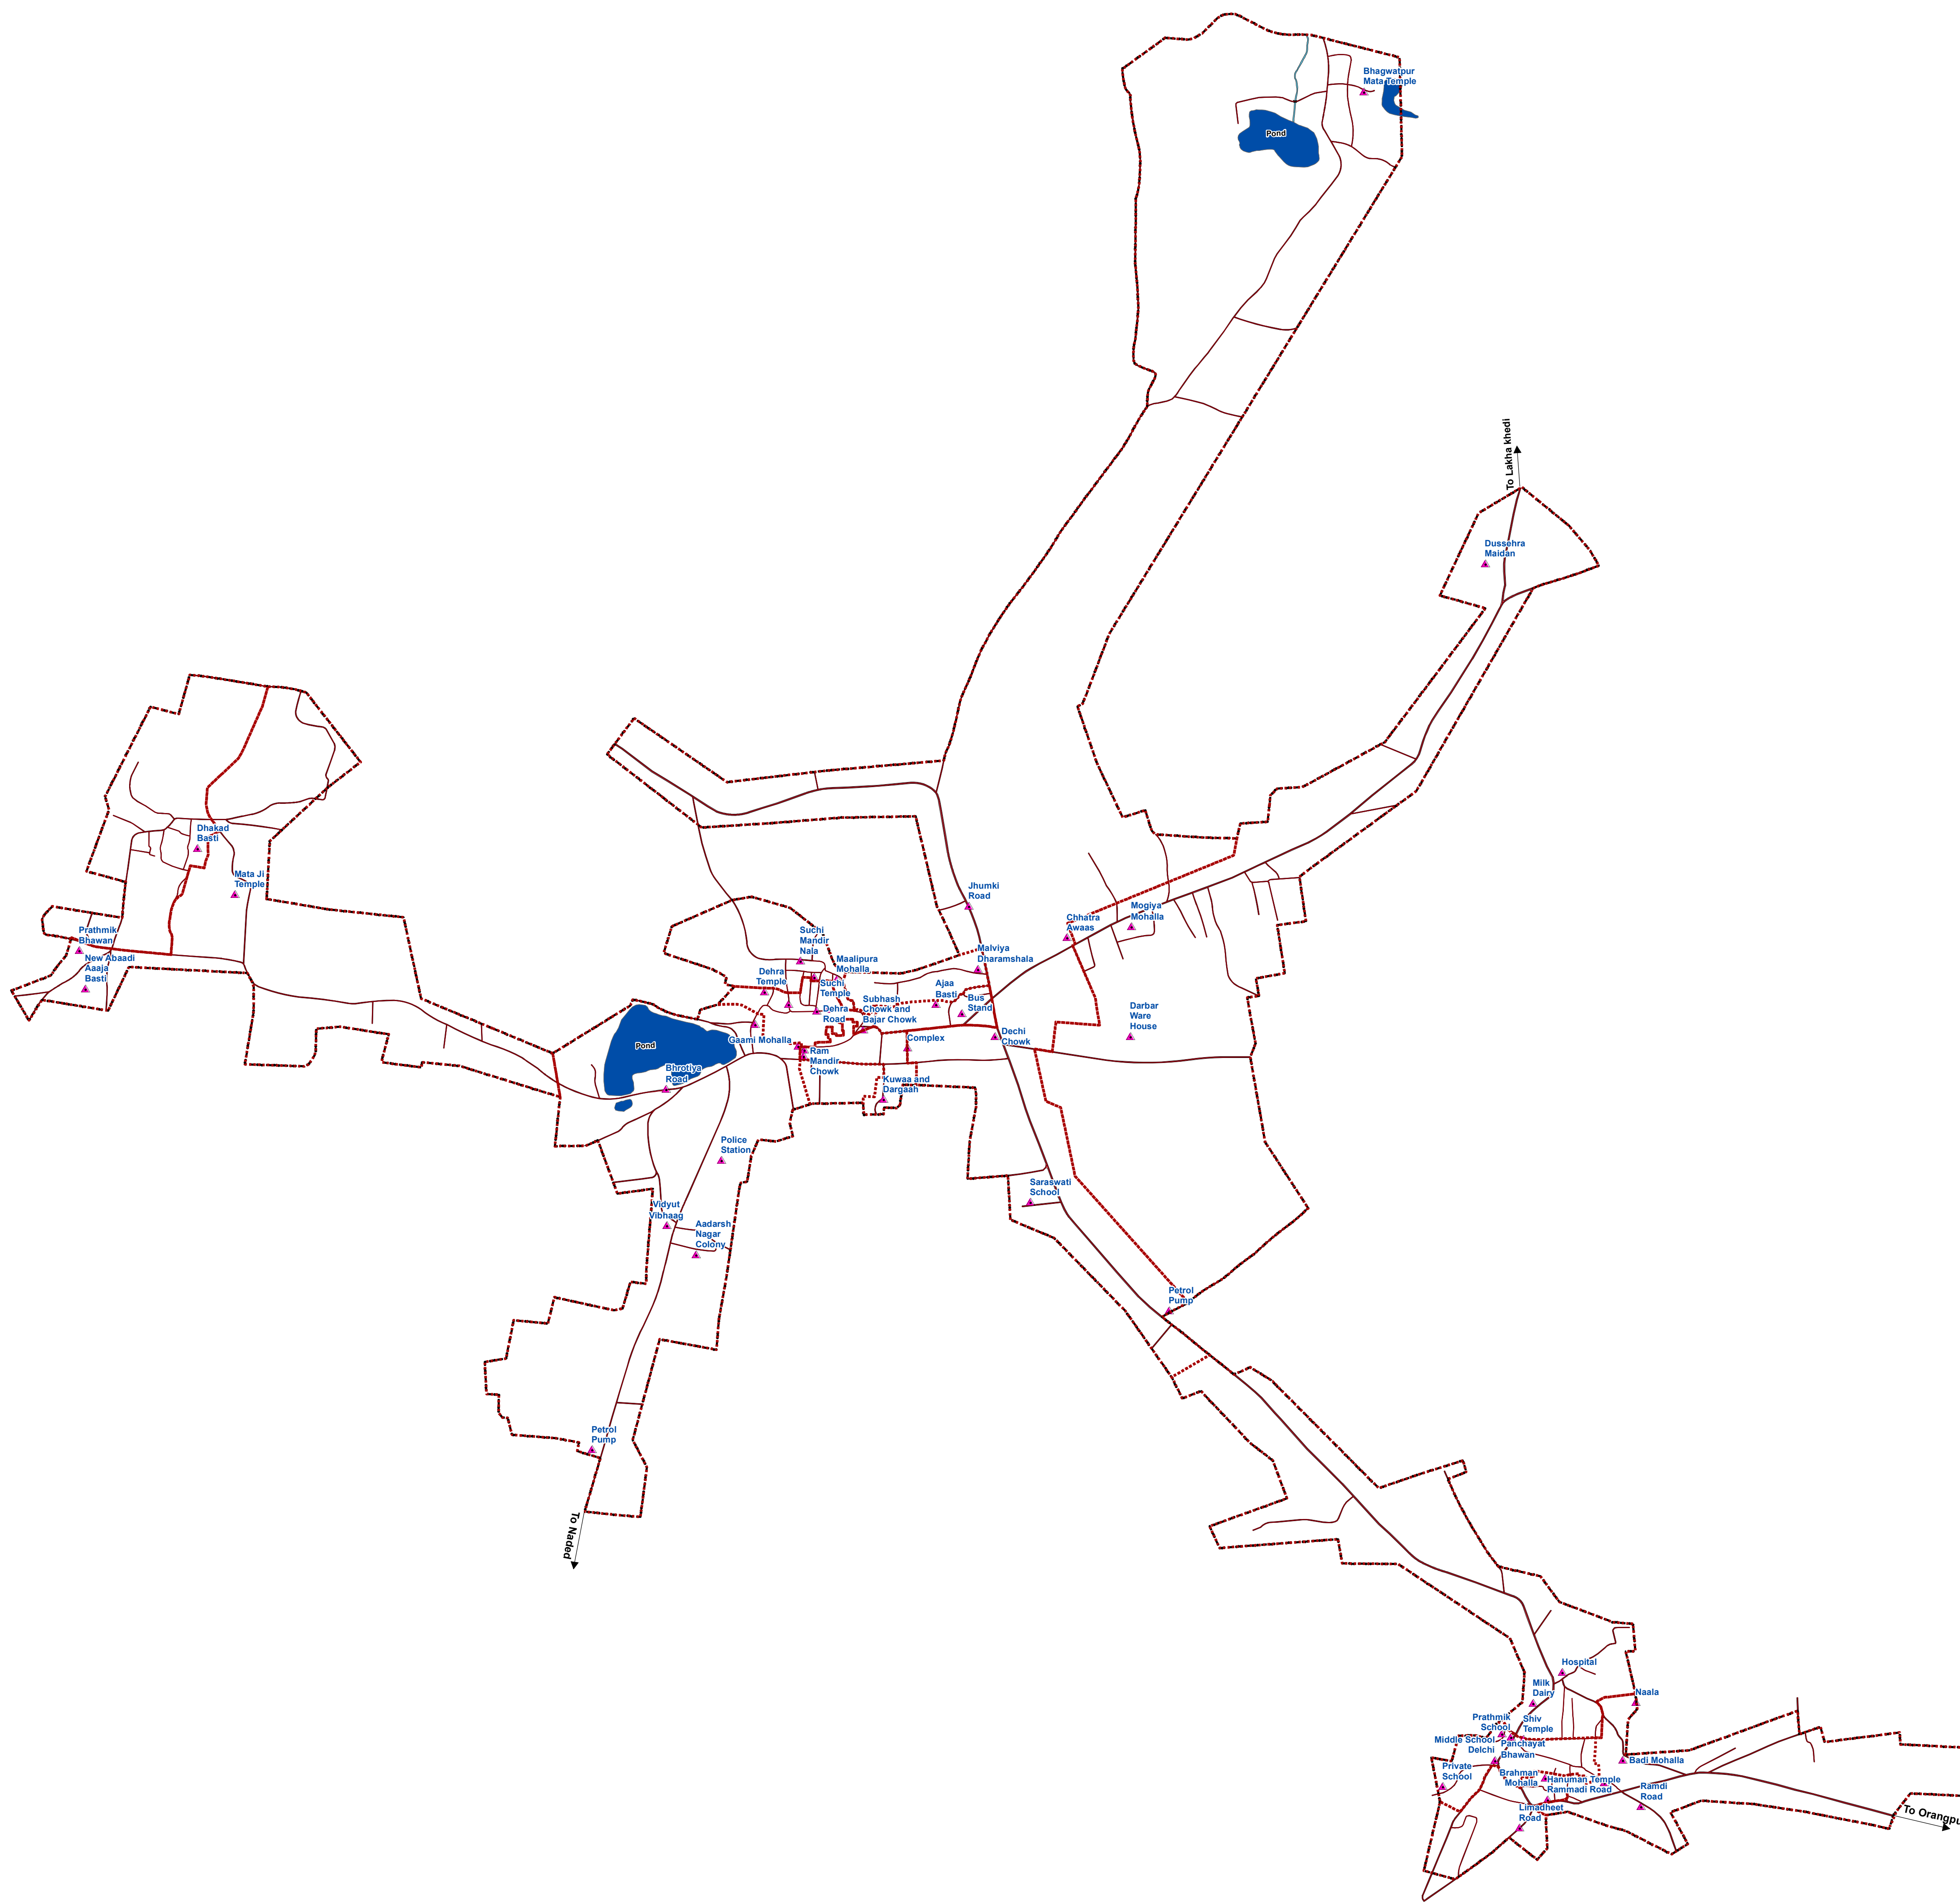 Bhagwatpur
Mata Temple
Pond
To Lakha khedi
Dussehra
Maidan
Dhakad
Basti
Mata Ji
Temple
Prathmik
Bhawan
New Abaadi
Aaaja
Basti
Jhumki
Road
Chhatra
Awaas
Mogiya
Mohalla
Suchi
Mandir
Nala
Maalipura
Mohalla
Malviya
Dharamshala
Dehra
Temple
Suchi
Temple
Ajaa
Basti
Bus
Stand
Subhash
Chowk and
Bajar Chowk
Dehra
Road
Darbar
Ware
House
Dechi
Chowk
Complex
Gaami Mohalla
Ram
Mandir
Chowk
Pond
Bhrotiya
Road
Kuwaa and
Dargaah
Police
Station
Saraswati
School
Vidyut
Vibhaag
Aadarsh
Nagar
Colony
Petrol
Pump
Petrol
Pump
To Naded
Hospital
Milk
Dairy
Naala
Prathmik
School
Shiv
Temple
Middle School
Delchi
Panchayat
Bhawan
Badi Mohalla
Private
School
Brahman
Mohalla
Hanuman Temple
Rammadi Road
Ramdi
Road
Limadheet
Road
To Orangpu